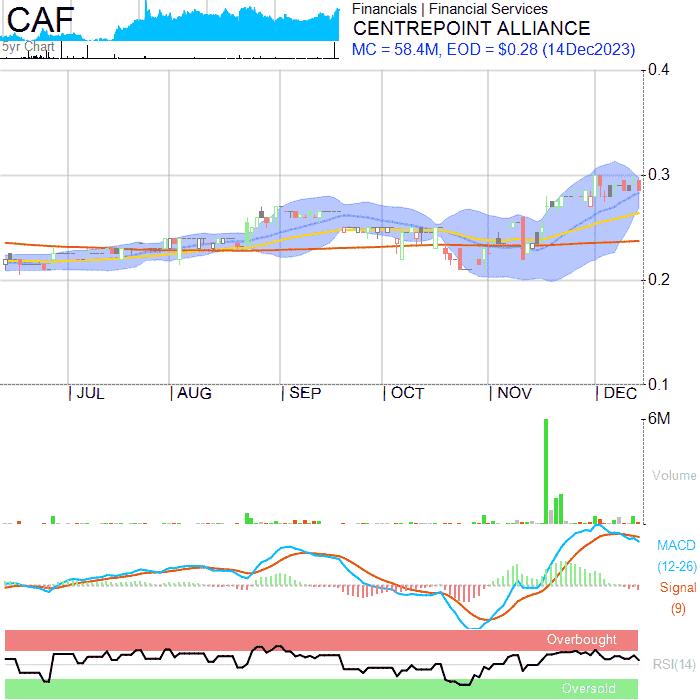 CAF
5yr Chart
Financials | Financial Services
CENTREPOINT ALLIANCE
MC = 58.4M, EOD = $0.28 (14Dec2023)
0.4
0.3
0.2
0.1
JUL AUG SEP OCT NOV DEC
6M
Volume
MACD
(12-26)
Signal
(9)
Overbought
RSI(14)
Oversold